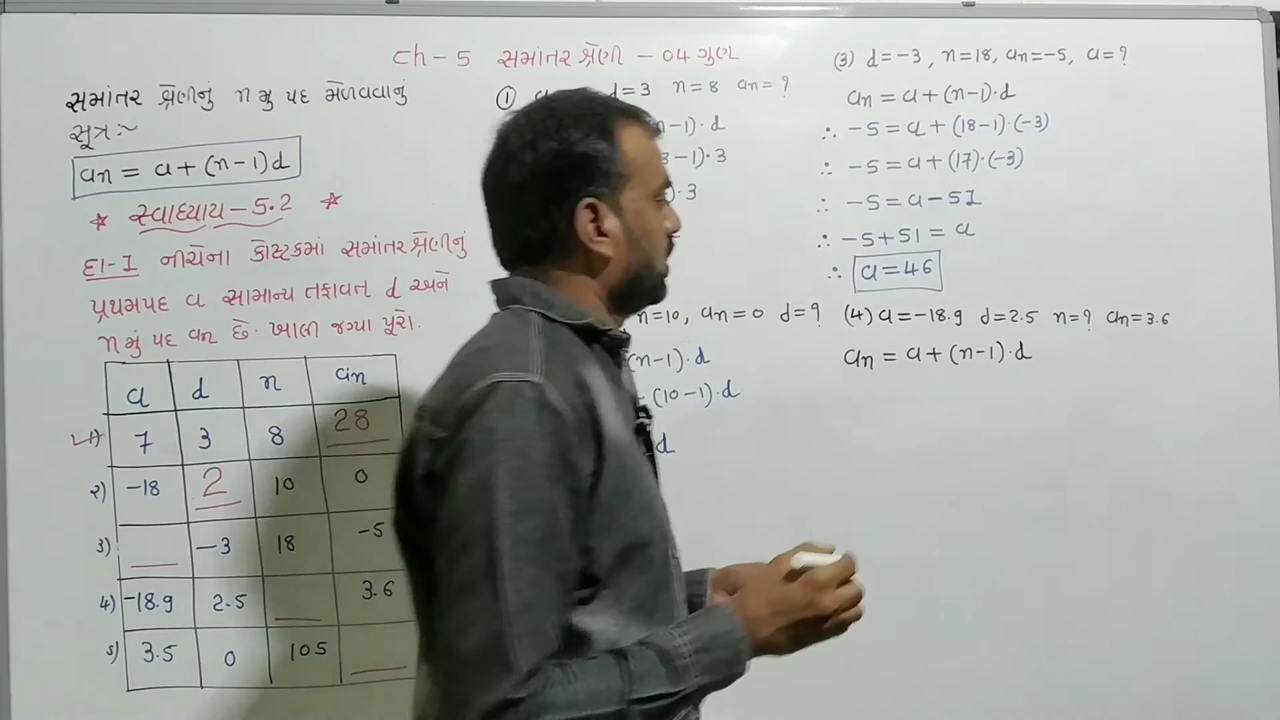 Ch-5 સમાંતર શ્રેણી - 04 ગુણ
સમાંતર શ્રેણીનું n મુ પદ મેળવવાનું
સૂત્ર:~
an = a + (n-1)d
* સ્વાધ્યાય - 5.2 *
દા-1 નીચેના કોષ્ટકમાં સમાંતર શ્રેણીનું
પ્રથમપદ a સામાન્ય તફાવત d અને
n મું પદ an છે. ખાલી જગ્યા પૂરો.
a d n an
1) 7 3 8 28
2) -18 2 10 0
3) __ -3 18 -5
4) -18.9 2.5 __ 3.6
5) 3.5 0 105 __
① d=3 n=8 an=?
n-1)·d
-1)·3
·3
n=10, an=0 d=?
(n-1)·d
(10-1)·d
d
(3) d=-3, n=18, an=-5, a=?
an = a + (n-1)·d
∴ -5 = a + (18-1)·(-3)
∴ -5 = a + (17)·(-3)
∴ -5 = a - 51
∴ -5+51 = a
∴ a = 46
(4) a=-18.9 d=2.5 n=? an=3.6
an = a + (n-1)·d